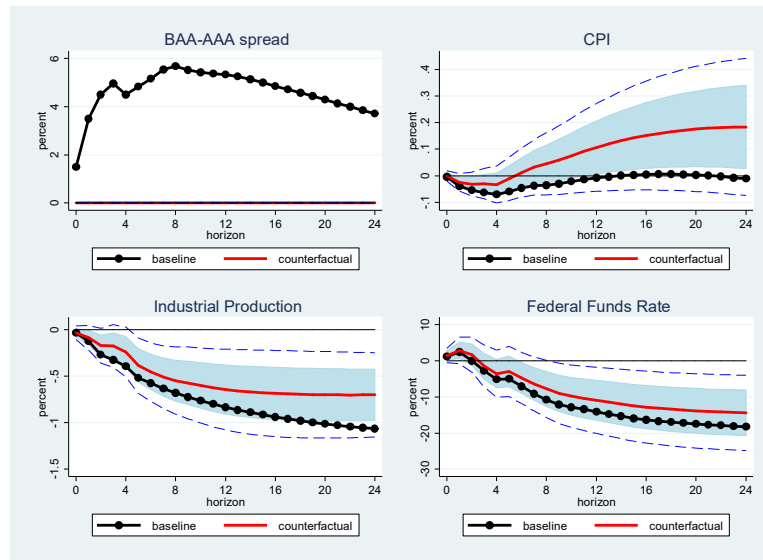 BAA-AAA spread
percent
6
4
2
0
0 4 8 12 16 20 24
horizon
baseline counterfactual
CPI
percent
.4
.3
.2
.1
0
-.1
0 4 8 12 16 20 24
horizon
baseline counterfactual
Industrial Production
percent
0
-.5
-1
-1.5
0 4 8 12 16 20 24
horizon
baseline counterfactual
Federal Funds Rate
percent
10
0
-10
-20
-30
0 4 8 12 16 20 24
horizon
baseline counterfactual